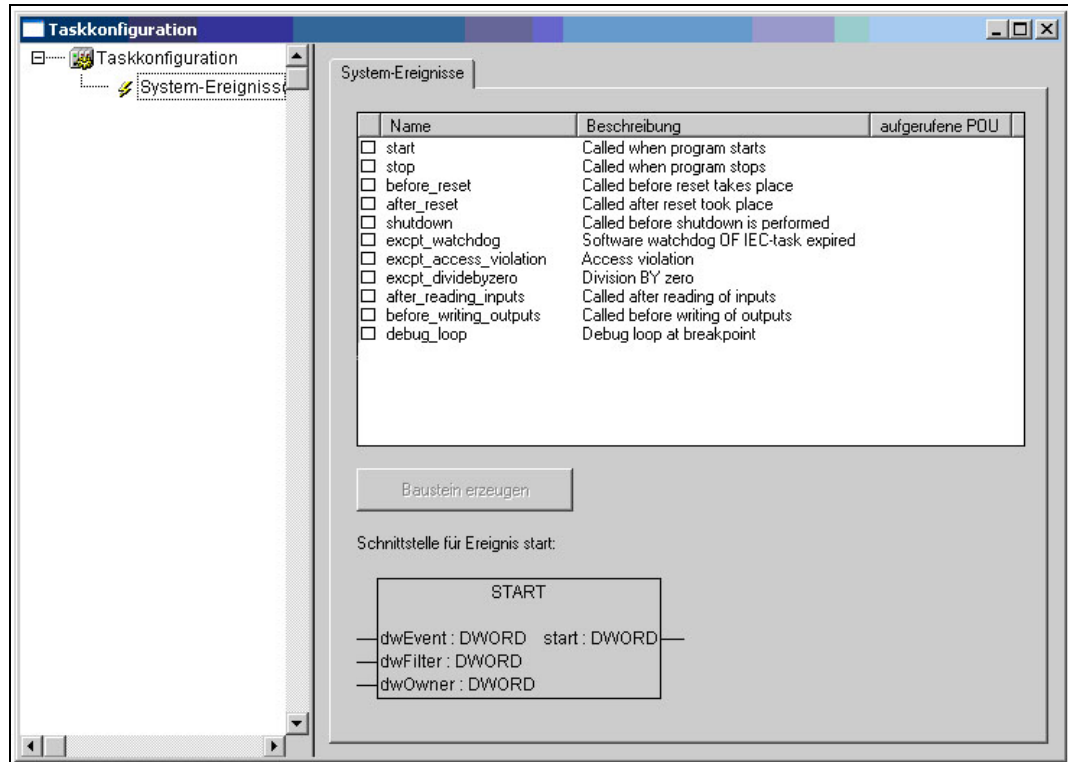 Taskkonfiguration
Taskkonfiguration
System-Ereignisse
System-Ereignisse
Name Beschreibung aufgerufene POU
start Called when program starts
stop Called when program stops
before_reset Called before reset takes place
after_reset Called after reset took place
shutdown Called before shutdown is performed
excpt_watchdog Software watchdog OF IEC-task expired
excpt_access_violation Access violation
excpt_dividebyzero Division BY zero
after_reading_inputs Called after reading of inputs
before_writing_outputs Called before writing of outputs
debug_loop Debug loop at breakpoint
Baustein erzeugen
Schnittstelle für Ereignis start:
START
dwEvent : DWORD start : DWORD
dwFilter : DWORD
dwOwner : DWORD